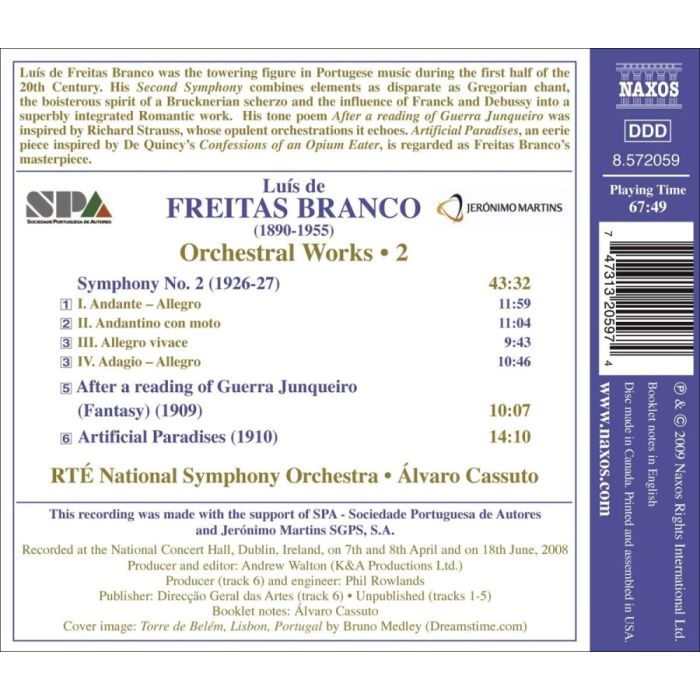 Luís de Freitas Branco was the towering figure in Portugese music during the first half of the
20th Century. His Second Symphony combines elements as disparate as Gregorian chant,
the boisterous spirit of a Brucknerian scherzo and the influence of Franck and Debussy into a
superbly integrated Romantic work. His tone poem After a reading of Guerra Junqueiro was
inspired by Richard Strauss, whose opulent orchestrations it echoes. Artificial Paradises, an eerie
piece inspired by De Quincy's Confessions of an Opium Eater, is regarded as Freitas Branco's
masterpiece.
SPA
SOCIEDADE PORTUGUESA DE AUTORES
Luís de
FREITAS BRANCO
(1890-1955)
JERÓNIMO MARTINS
Orchestral Works • 2
Symphony No. 2 (1926-27) 43:32
1 I. Andante – Allegro 11:59
2 II. Andantino con moto 11:04
3 III. Allegro vivace 9:43
3 IV. Adagio – Allegro 10:46
5 After a reading of Guerra Junqueiro
(Fantasy) (1909) 10:07
6 Artificial Paradises (1910) 14:10
RTÉ National Symphony Orchestra • Álvaro Cassuto
This recording was made with the support of SPA - Sociedade Portuguesa de Autores
and Jerónimo Martins SGPS, S.A.
Recorded at the National Concert Hall, Dublin, Ireland, on 7th and 8th April and on 18th June, 2008
Producer and editor: Andrew Walton (K&A Productions Ltd.)
Producer (track 6) and engineer: Phil Rowlands
Publisher: Direcção Geral das Artes (track 6) • Unpublished (tracks 1-5)
Booklet notes: Álvaro Cassuto
Cover image: Torre de Belém, Lisbon, Portugal by Bruno Medley (Dreamstime.com)
NAXOS
DDD
8.572059
Playing Time
67:49
7 47313 20597 4
℗ & © 2009 Naxos Rights International Ltd.
Booklet notes in English
Disc made in Canada. Printed and assembled in USA.
www.naxos.com